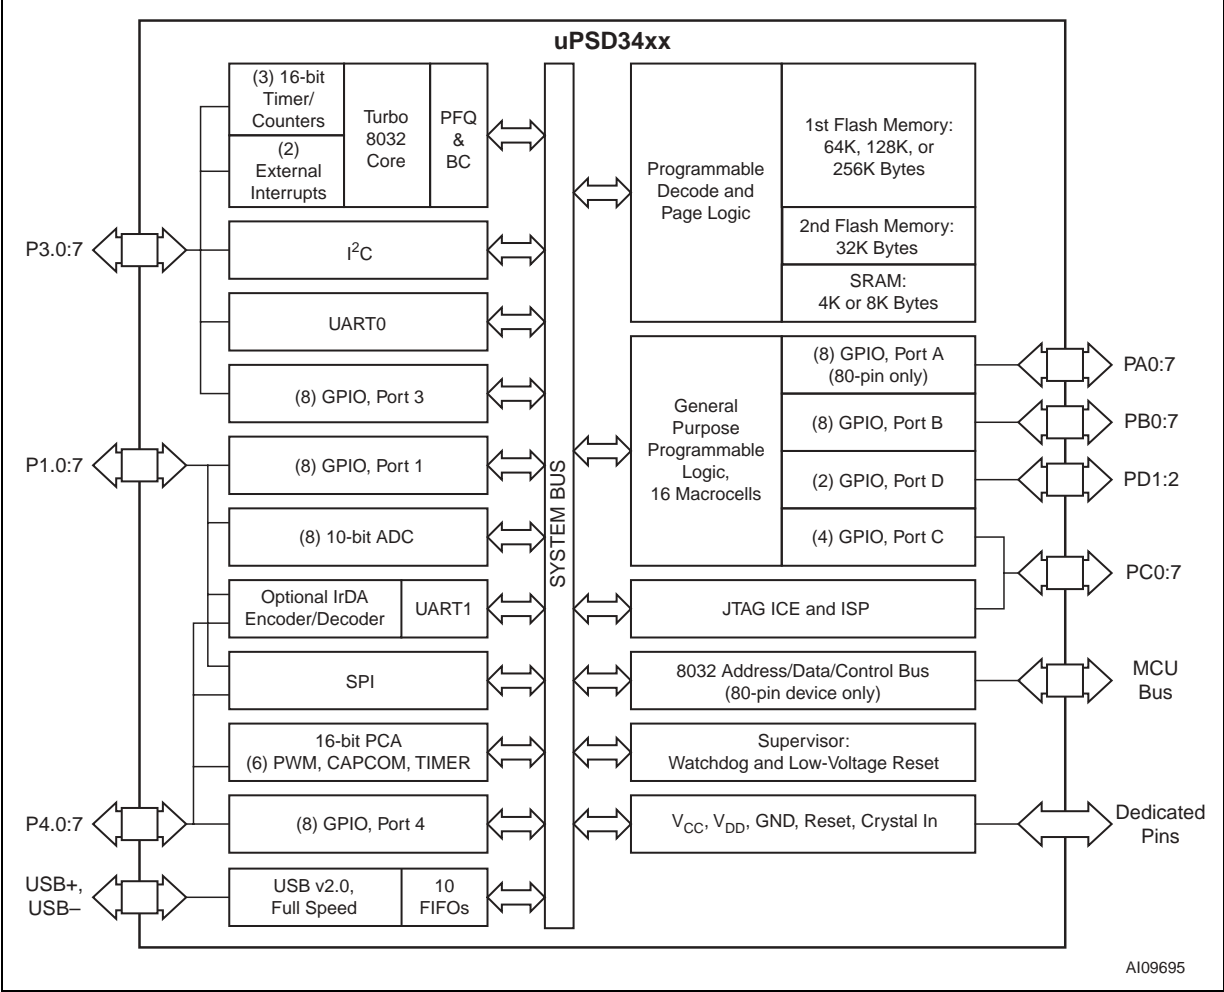 uPSD34xx
(3) 16-bit
Timer/
Counters
(2)
External
Interrupts
Turbo
8032
Core
PFQ
&
BC
P3.0:7
I2C
UART0
(8) GPIO, Port 3
P1.0:7
(8) GPIO, Port 1
(8) 10-bit ADC
Optional IrDA
Encoder/Decoder
UART1
SPI
16-bit PCA
(6) PWM, CAPCOM, TIMER
P4.0:7
(8) GPIO, Port 4
USB+,
USB–
USB v2.0,
Full Speed
10
FIFOs
SYSTEM BUS
Programmable
Decode and
Page Logic
1st Flash Memory:
64K, 128K, or
256K Bytes
2nd Flash Memory:
32K Bytes
SRAM:
4K or 8K Bytes
General
Purpose
Programmable
Logic,
16 Macrocells
(8) GPIO, Port A
(80-pin only)
PA0:7
(8) GPIO, Port B
PB0:7
(2) GPIO, Port D
PD1:2
(4) GPIO, Port C
PC0:7
JTAG ICE and ISP
8032 Address/Data/Control Bus
(80-pin device only)
MCU
Bus
Supervisor:
Watchdog and Low-Voltage Reset
VCC, VDD, GND, Reset, Crystal In
Dedicated
Pins
AI09695